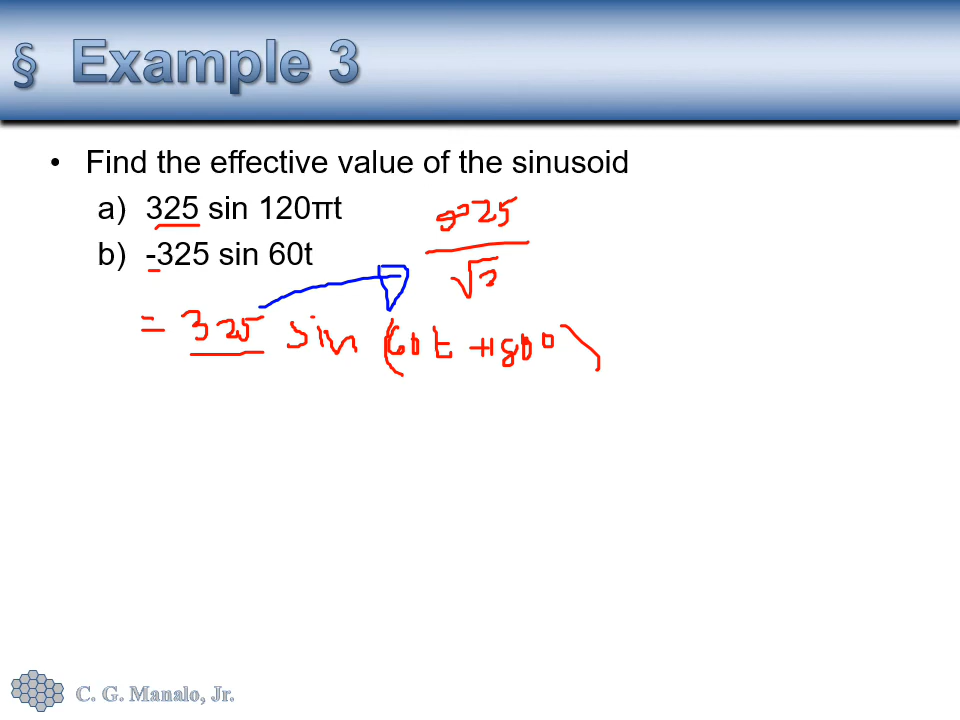 § Example 3
• Find the effective value of the sinusoid
a) 325 sin 120πt
b) -325 sin 60t
325
√2
= 325 sin (60t +180°)
C. G. Manalo, Jr.